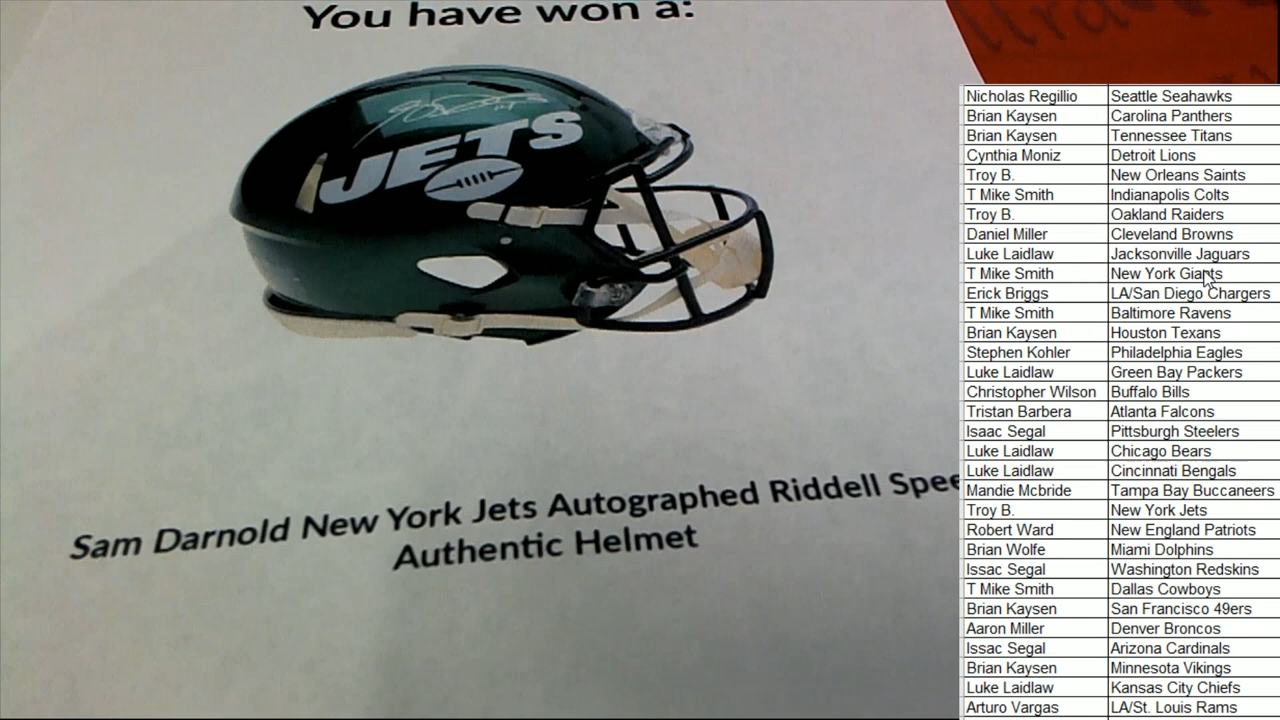 You have won a:
JETS
Sam Darnold New York Jets Autographed Riddell Spee
Authentic Helmet
Nicholas Regillio Seattle Seahawks
Brian Kaysen Carolina Panthers
Brian Kaysen Tennessee Titans
Cynthia Moniz Detroit Lions
Troy B. New Orleans Saints
T Mike Smith Indianapolis Colts
Troy B. Oakland Raiders
Daniel Miller Cleveland Browns
Luke Laidlaw Jacksonville Jaguars
T Mike Smith New York Giants
Erick Briggs LA/San Diego Chargers
T Mike Smith Baltimore Ravens
Brian Kaysen Houston Texans
Stephen Kohler Philadelphia Eagles
Luke Laidlaw Green Bay Packers
Christopher Wilson Buffalo Bills
Tristan Barbera Atlanta Falcons
Isaac Segal Pittsburgh Steelers
Luke Laidlaw Chicago Bears
Luke Laidlaw Cincinnati Bengals
Mandie Mcbride Tampa Bay Buccaneers
Troy B. New York Jets
Robert Ward New England Patriots
Brian Wolfe Miami Dolphins
Issac Segal Washington Redskins
T Mike Smith Dallas Cowboys
Brian Kaysen San Francisco 49ers
Aaron Miller Denver Broncos
Issac Segal Arizona Cardinals
Brian Kaysen Minnesota Vikings
Luke Laidlaw Kansas City Chiefs
Arturo Vargas LA/St. Louis Rams